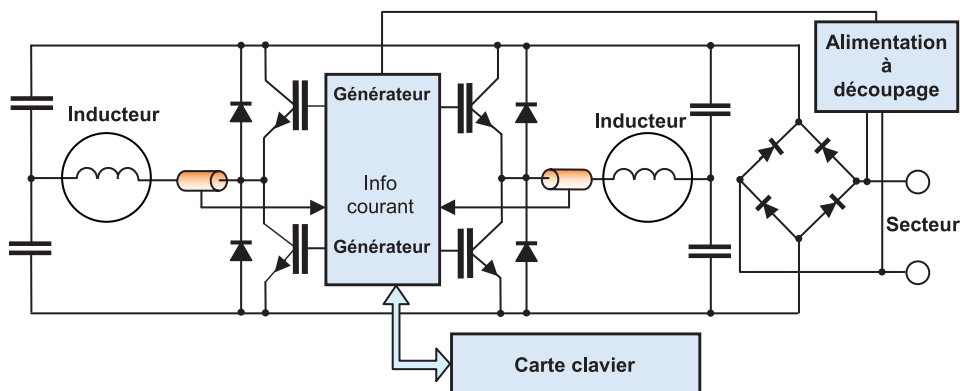 Alimentation
à
découpage
Inducteur
Générateur
Inducteur
Info
courant
Générateur
Secteur
Carte clavier